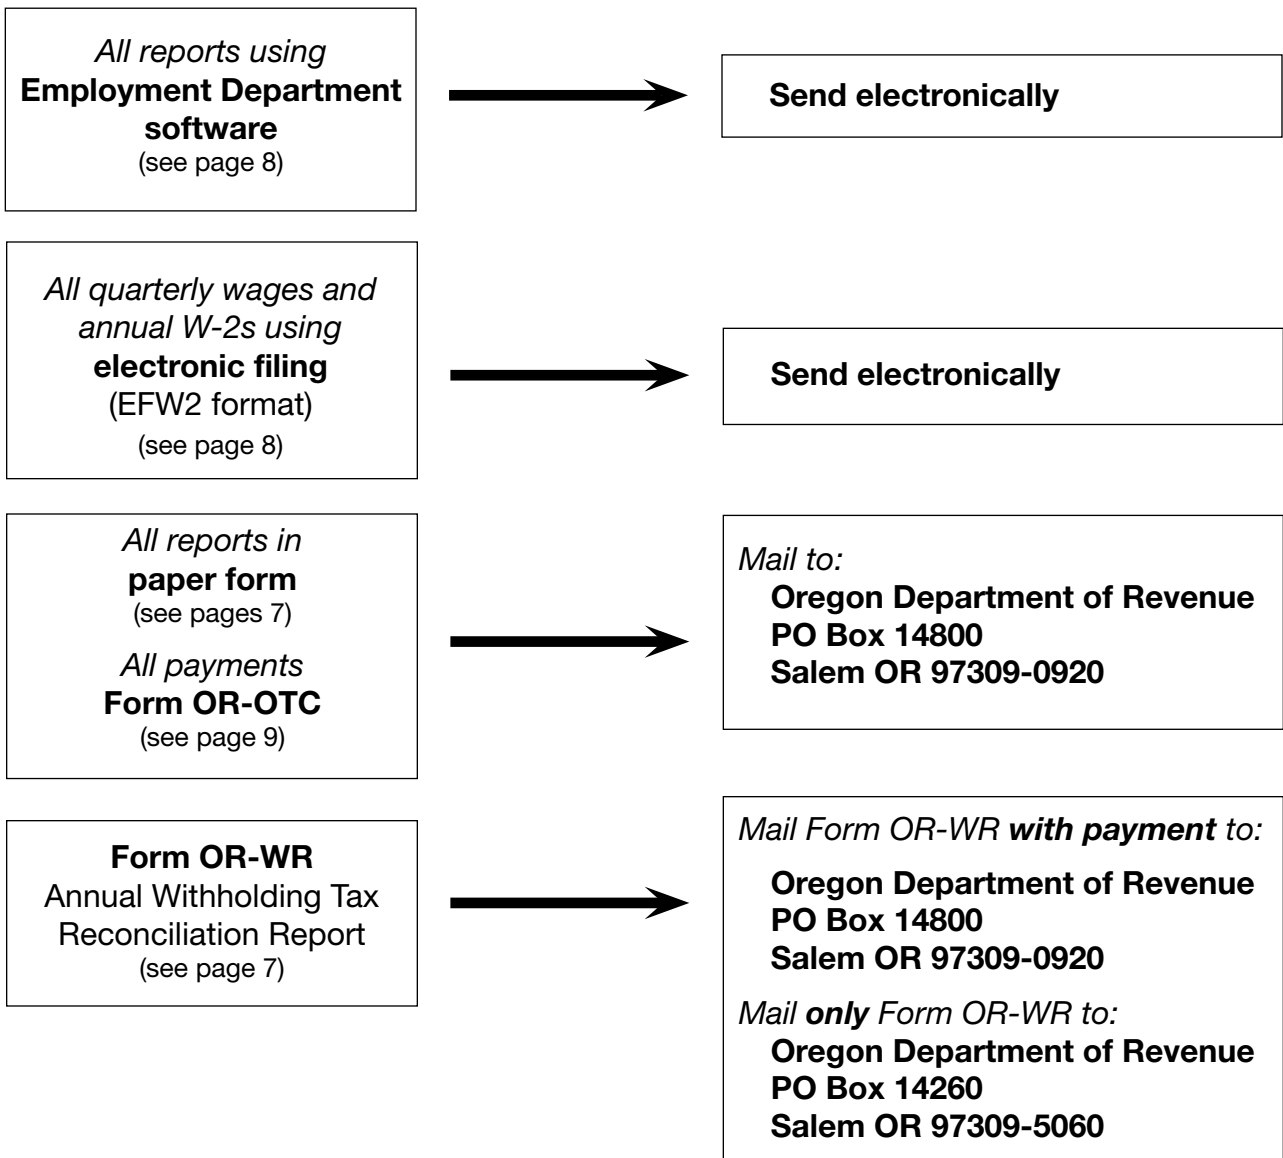 All reports using
Employment Department
software
(see page 8)
Send electronically
All quarterly wages and
annual W-2s using
electronic filing
(EFW2 format)
(see page 8)
Send electronically
All reports in
paper form
(see pages 7)
All payments
Form OR-OTC
(see page 9)
Mail to:
Oregon Department of Revenue
PO Box 14800
Salem OR 97309-0920
Form OR-WR
Annual Withholding Tax
Reconciliation Report
(see page 7)
Mail Form OR-WR with payment to:
Oregon Department of Revenue
PO Box 14800
Salem OR 97309-0920
Mail only Form OR-WR to:
Oregon Department of Revenue
PO Box 14260
Salem OR 97309-5060